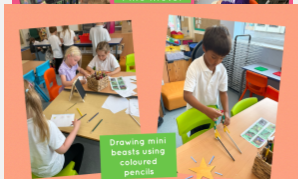 Drawing mini
beasts using
coloured
pencils